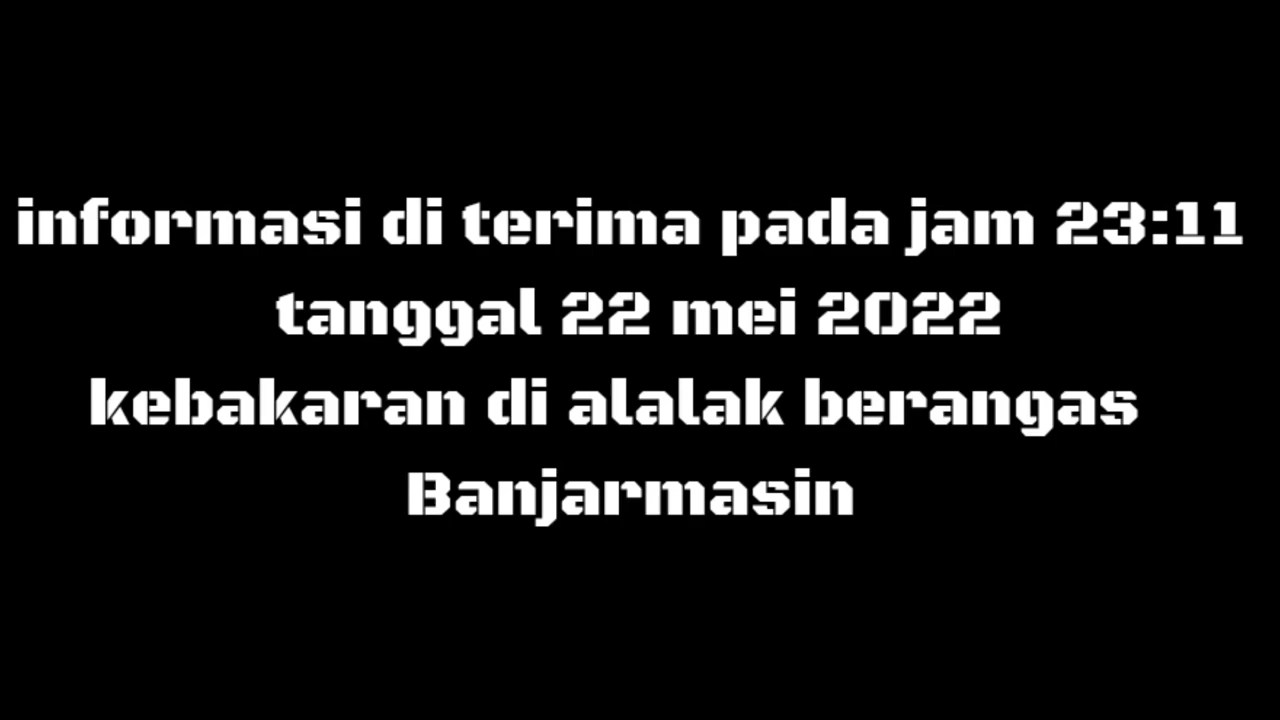 informasi di terima pada jam 23:11
tanggal 22 mei 2022
kebakaran di alalak berangas
Banjarmasin